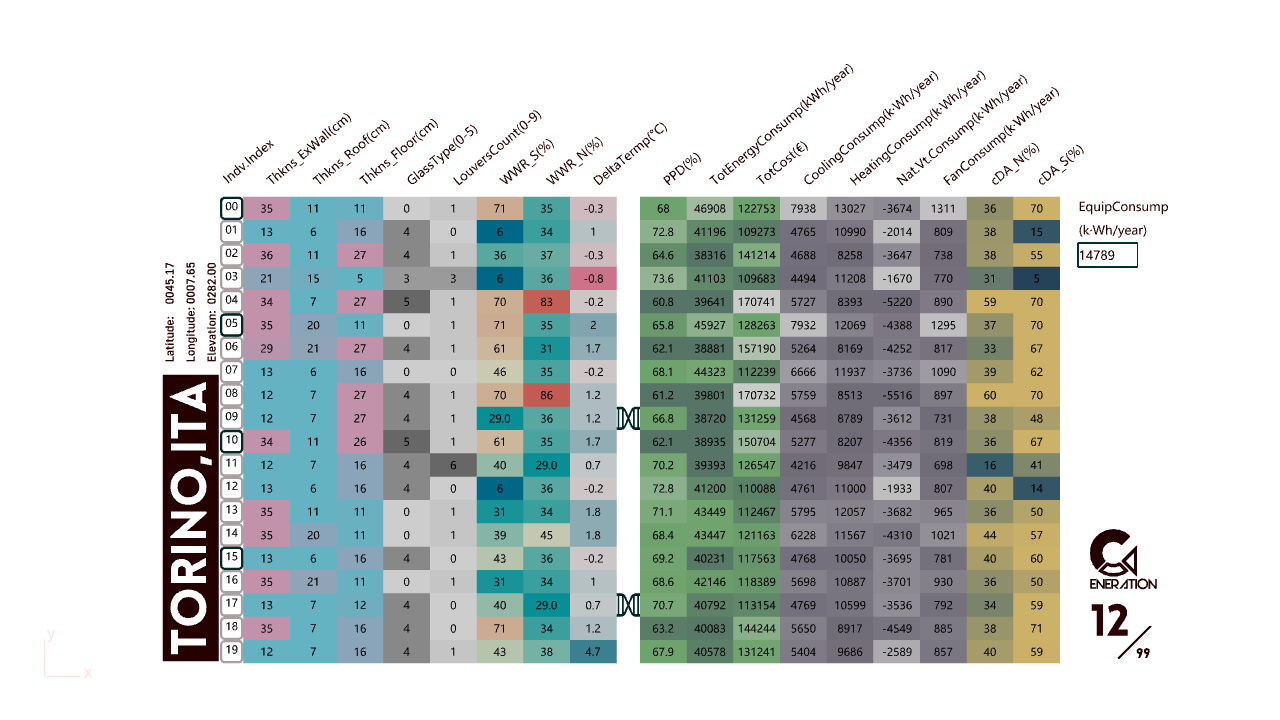 Indv.Index Thkns_ExWall(cm) Thkns_Roof(cm) Thkns_Floor(cm) GlassType(0-5) LouversCount(0-9) WWR_S(%) WWR_N(%) DeltaTermp(°C) PPD(%) TotEnergyConsump(kWh/year) TotCost(€) CoolingConsump(k·Wh/year) HeatingConsump(k·Wh/year) Nat.Vt.Consump(k·Wh/year) FanConsump(k·Wh/year) cDA_N(%) cDA_S(%)
00 35 11 11 0 1 71 35 -0.3 68 46908 122753 7938 13027 -3674 1311 36 70
01 13 6 16 4 0 6 34 1 72.8 41196 109273 4765 10990 -2014 809 38 15
02 36 11 27 4 1 36 37 -0.3 64.6 38316 141214 4688 8258 -3647 738 38 55
03 21 15 5 3 3 6 36 -0.8 73.6 41103 109683 4494 11208 -1670 770 31 5
04 34 7 27 5 1 70 83 -0.2 60.8 39641 170741 5727 8393 -5220 890 59 70
05 35 20 11 0 1 71 35 2 65.8 45927 128263 7932 12069 -4388 1295 37 70
06 29 21 27 4 1 61 31 1.7 62.1 38881 157190 5264 8169 -4252 817 33 67
07 13 6 16 0 0 46 35 -0.2 68.1 44323 112239 6666 11937 -3736 1090 39 62
08 12 7 27 4 1 70 86 1.2 61.2 39801 170732 5759 8513 -5516 897 60 70
09 12 7 27 4 1 29.0 36 1.2 66.8 38720 131259 4568 8789 -3612 731 38 48
10 34 11 26 5 1 61 35 1.7 62.1 38935 150704 5277 8207 -4356 819 36 67
11 12 7 16 4 6 40 29.0 0.7 70.2 39393 126547 4216 9847 -3479 698 16 41
12 13 6 16 4 0 6 36 -0.2 72.8 41200 110088 4761 11000 -1933 807 40 14
13 35 11 11 0 1 31 34 1.8 71.1 43449 112467 5795 12057 -3682 965 36 50
14 35 20 11 0 1 39 45 1.8 68.4 43447 121163 6228 11567 -4310 1021 44 57
15 13 6 16 4 0 43 36 -0.2 69.2 40231 117563 4768 10050 -3695 781 40 60
16 35 21 11 0 1 31 34 1 68.6 42146 118389 5698 10887 -3701 930 36 50
17 13 7 12 4 0 40 29.0 0.7 70.7 40792 113154 4769 10599 -3536 792 34 59
18 35 7 16 4 0 71 34 1.2 63.2 40083 144244 5650 8917 -4549 885 38 71
19 12 7 16 4 1 43 38 4.7 67.9 40578 131241 5404 9686 -2589 857 40 59
EquipConsump
(k·Wh/year)
14789
Latitude: 0045.17
Longitude: 0007.65
Elevation: 0282.00
TORINO,ITA
GENERATION
12/99
y
x